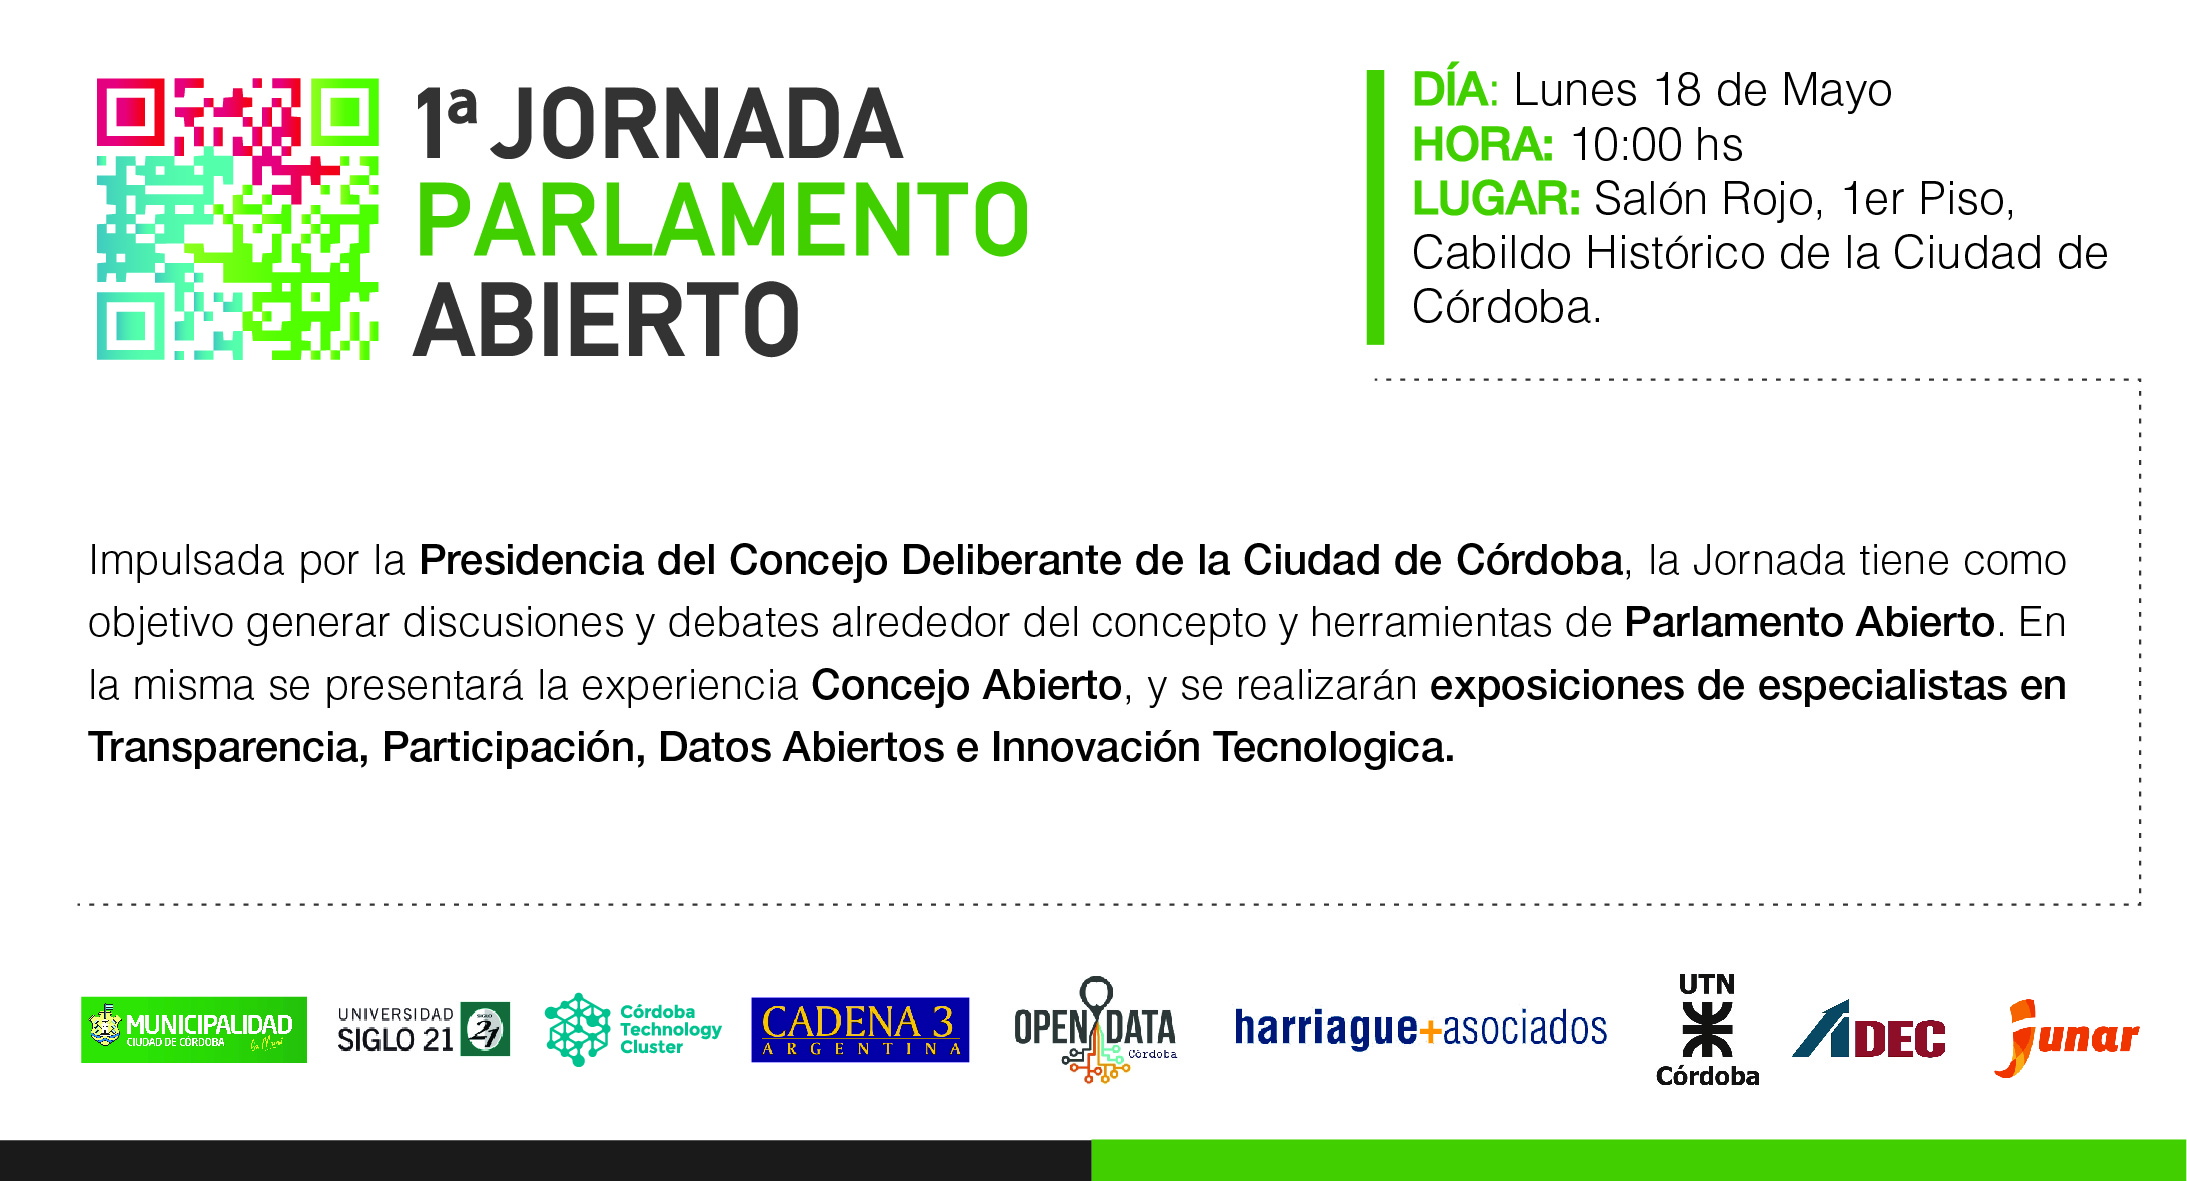 1ª JORNADA
PARLAMENTO
ABIERTO
DÍA: Lunes 18 de Mayo
HORA: 10:00 hs
LUGAR: Salón Rojo, 1er Piso,
Cabildo Histórico de la Ciudad de
Córdoba.
Impulsada por la Presidencia del Concejo Deliberante de la Ciudad de Córdoba, la Jornada tiene como
objetivo generar discusiones y debates alrededor del concepto y herramientas de Parlamento Abierto. En
la misma se presentará la experiencia Concejo Abierto, y se realizarán exposiciones de especialistas en
Transparencia, Participación, Datos Abiertos e Innovación Tecnologica.
MUNICIPALIDAD
CIUDAD DE CÓRDOBA
UNIVERSIDAD
SIGLO 21
SIGLO
21
Córdoba
Technology
Cluster
CADENA 3
ARGENTINA
OPEN DATA
Córdoba
harriague+asociados
UTN
Córdoba
ADEC
junar